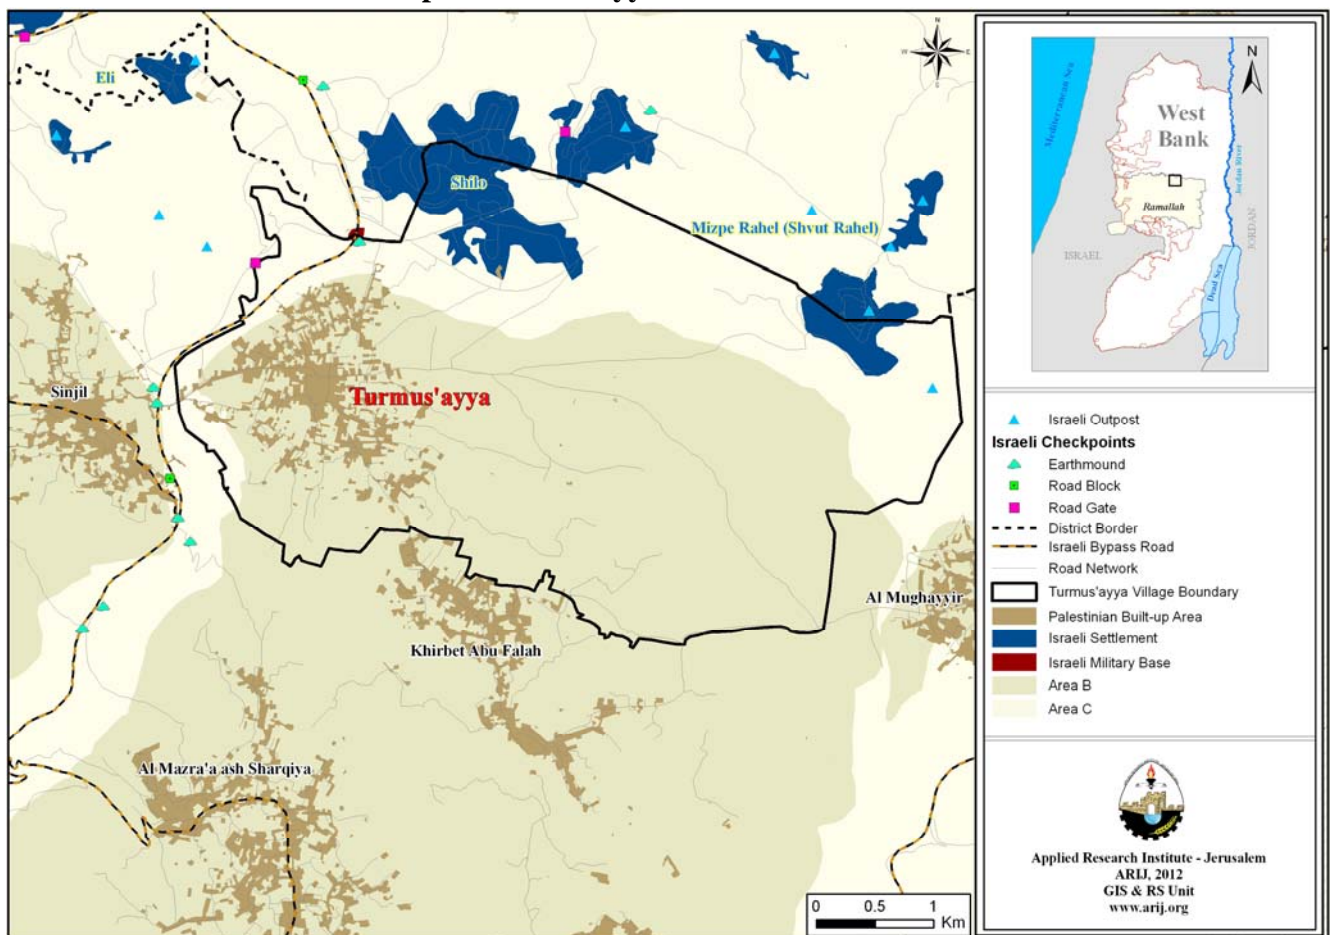 Eli
Shilo
Mizpe Rahel (Shvut Rahel)
Sinjil
Turmus'ayya
Al Mughayyir
Khirbet Abu Falah
Al Mazra'a ash Sharqiya
N
W
E
S
0 0.5 1
Km
N
Mediterranean Sea
West
Bank
Jordan River
Ramallah
ISRAEL
JORDAN
Dead Sea
Israeli Outpost
Israeli Checkpoints
Earthmound
Road Block
Road Gate
District Border
Israeli Bypass Road
Road Network
Turmus'ayya Village Boundary
Palestinian Built-up Area
Israeli Settlement
Israeli Military Base
Area B
Area C
Applied Research Institute - Jerusalem
ARIJ, 2012
GIS & RS Unit
www.arij.org